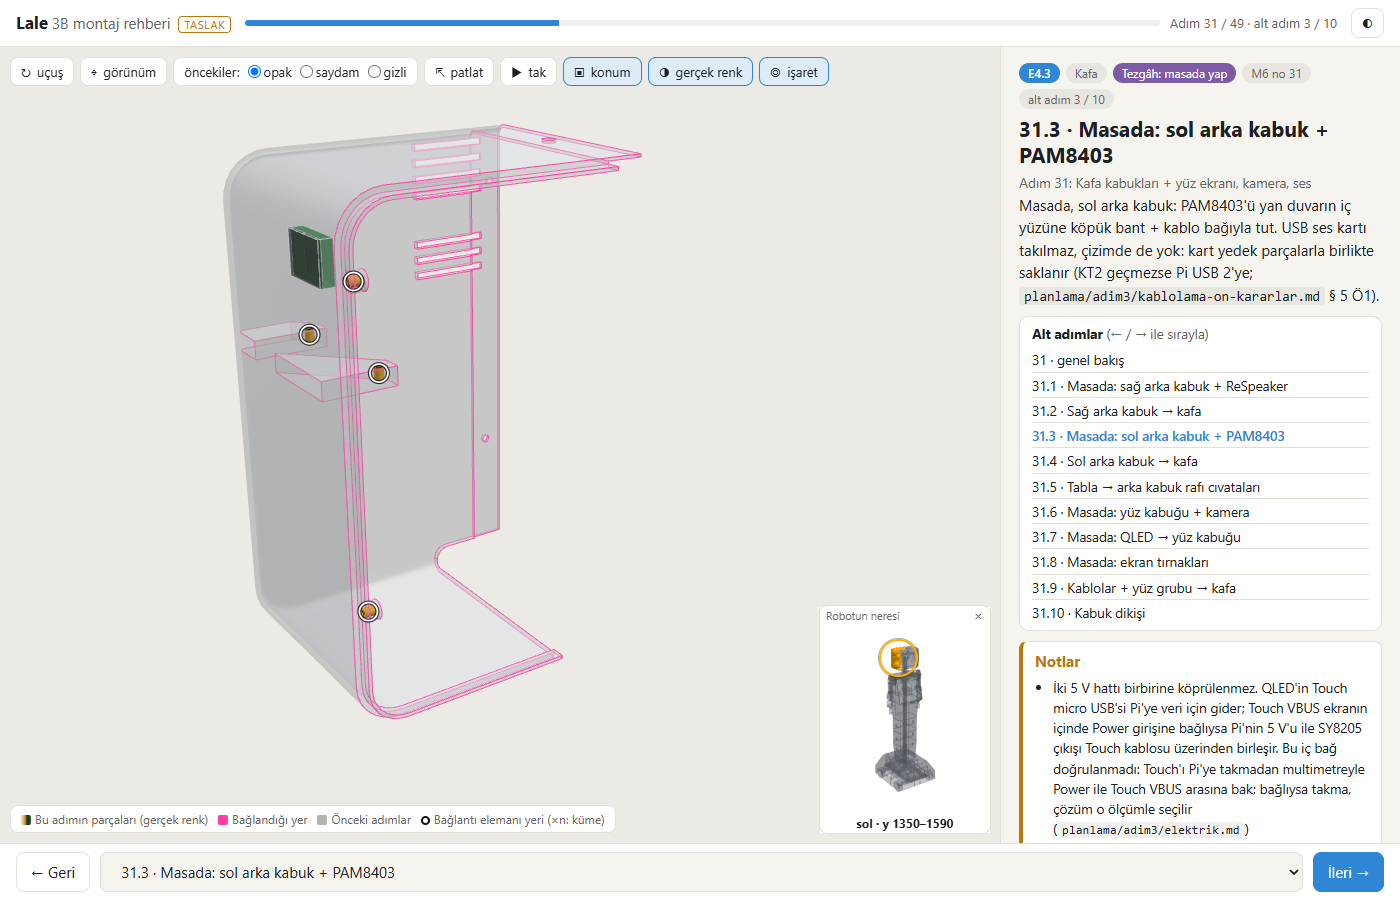 Lale 3B montaj rehberi TASLAK
Adım 31 / 49 · alt adım 3 / 10
↻ uçuş
⌖ görünüm
öncekiler: opak saydam gizli
⇱ patlat
▶ tak
▣ konum
◑ gerçek renk
◎ işaret
E4.3 Kafa Tezgâh: masada yap M6 no 31
alt adım 3 / 10
31.3 · Masada: sol arka kabuk +
PAM8403
Adım 31: Kafa kabukları + yüz ekranı, kamera, ses
Masada, sol arka kabuk: PAM8403'ü yan duvarın iç
yüzüne köpük bant + kablo bağıyla tut. USB ses kartı
takılmaz, çizimde de yok: kart yedek parçalarla birlikte
saklanır (KT2 geçmezse Pi USB 2'ye;
planlama/adim3/kablolama-on-kararlar.md § 5 Ö1).
Alt adımlar (← / → ile sırayla)
31 · genel bakış
31.1 · Masada: sağ arka kabuk + ReSpeaker
31.2 · Sağ arka kabuk → kafa
31.3 · Masada: sol arka kabuk + PAM8403
31.4 · Sol arka kabuk → kafa
31.5 · Tabla → arka kabuk rafı cıvataları
31.6 · Masada: yüz kabuğu + kamera
31.7 · Masada: QLED → yüz kabuğu
31.8 · Masada: ekran tırnakları
31.9 · Kablolar + yüz grubu → kafa
31.10 · Kabuk dikişi
Notlar
• İki 5 V hattı birbirine köprülenmez. QLED'in Touch
micro USB'si Pi'ye veri için gider; Touch VBUS ekranın
içinde Power girişine bağlıysa Pi'nin 5 V'u ile SY8205
çıkışı Touch kablosu üzerinden birleşir. Bu iç bağ
doğrulanmadı: Touch'ı Pi'ye takmadan multimetreyle
Power ile Touch VBUS arasına bak; bağlıysa takma,
çözüm o ölçümle seçilir
(planlama/adim3/elektrik.md)
Robotun neresi ×
sol · y 1350–1590
Bu adımın parçaları (gerçek renk) Bağlandığı yer Önceki adımlar Bağlantı elemanı yeri (×n: küme)
← Geri
31.3 · Masada: sol arka kabuk + PAM8403
İleri →